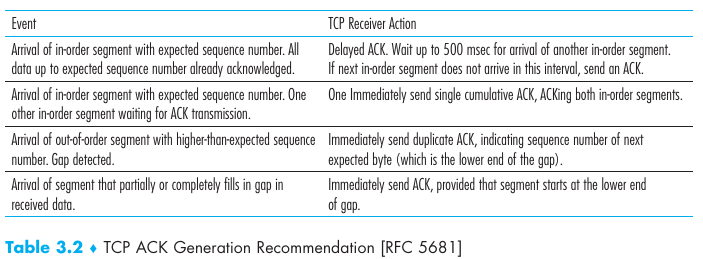 Event
TCP Receiver Action
Arrival of in-order segment with expected sequence number. All
data up to expected sequence number already acknowledged.
Delayed ACK. Wait up to 500 msec for arrival of another in-order segment.
If next in-order segment does not arrive in this interval, send an ACK.
Arrival of in-order segment with expected sequence number. One
other in-order segment waiting for ACK transmission.
One Immediately send single cumulative ACK, ACKing both in-order segments.
Arrival of out-of-order segment with higher-than-expected sequence
number. Gap detected.
Immediately send duplicate ACK, indicating sequence number of next
expected byte (which is the lower end of the gap).
Arrival of segment that partially or completely fills in gap in
received data.
Immediately send ACK, provided that segment starts at the lower end
of gap.
Table 3.2 ♦ TCP ACK Generation Recommendation [RFC 5681]